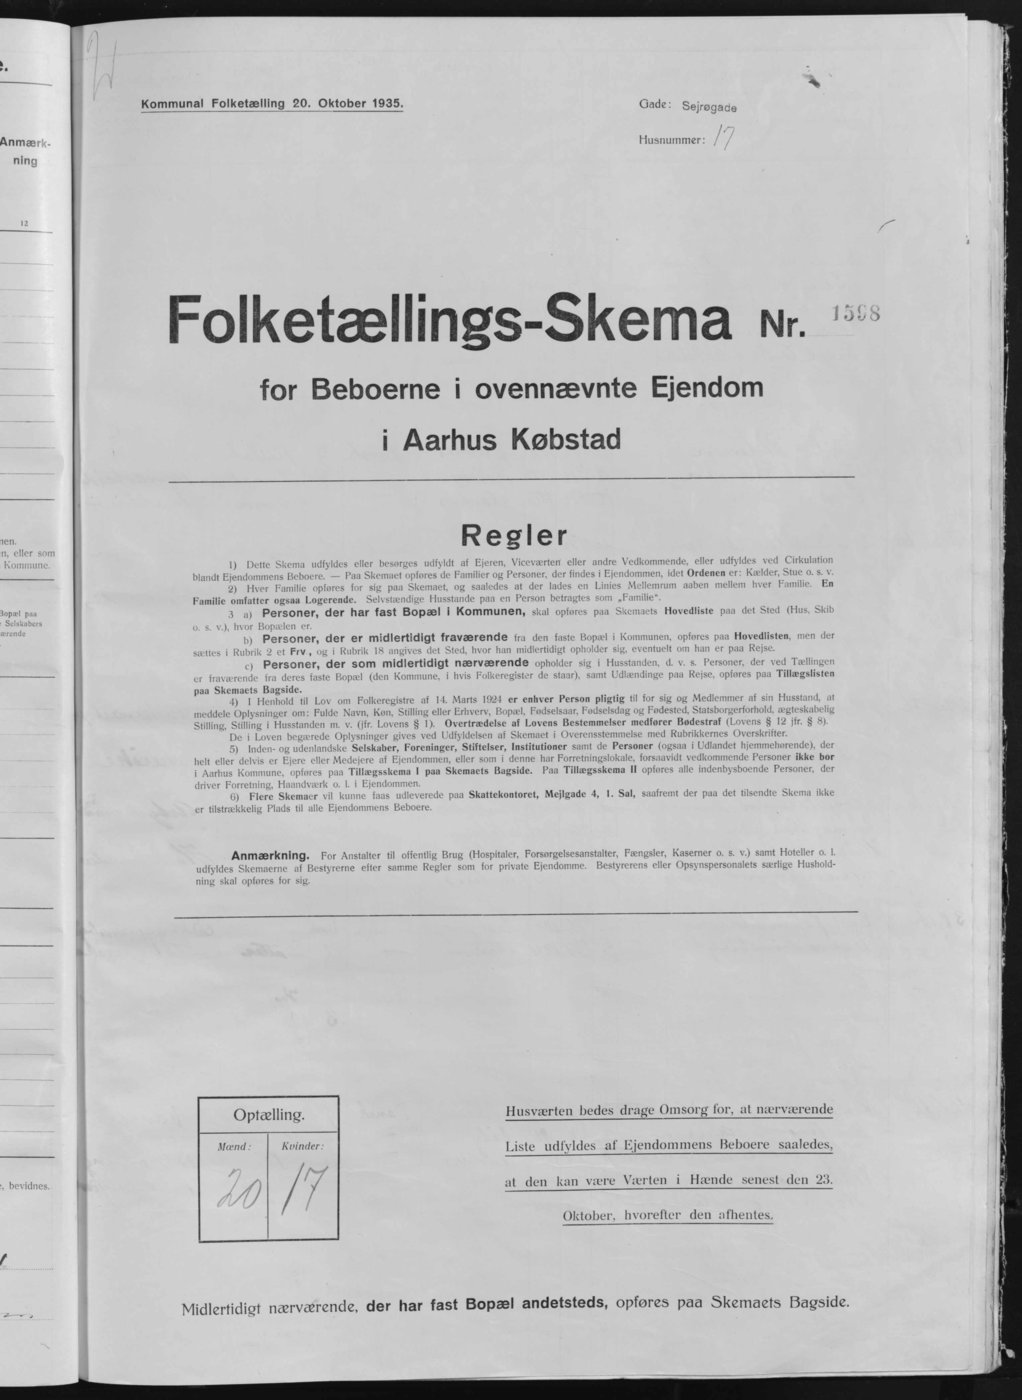 Anmærk-
ning
12
n, eller som
Kommune.
Bopæl paa
Selskabers
bevidnes.
Kommunal Folketælling 20. Oktober 1935.
Gade: Sejrøgade
Husnummer: 17
Folketællings-Skema Nr. 1598
for Beboerne i ovennævnte Ejendom
i Aarhus Købstad
Regler
1) Dette Skema udfyldes eller besørges udfyldt af Ejeren, Viceværten eller andre Vedkommende, eller udfyldes ved Cirkulation
blandt Ejendommens Beboere. — Paa Skemaet opføres de Familier og Personer, der findes i Ejendommen, idet Ordenen er: Kælder, Stue o. s. v.
2) Hver Familie opføres for sig paa Skemaet, og saaledes at der lades en Linies Mellemrum aaben mellem hver Familie. En
Familie omfatter ogsaa Logerende. Selvstændige Husstande paa en Person betragtes som „Familie“.
3 a) Personer, der har fast Bopæl i Kommunen, skal opføres paa Skemaets Hovedliste paa det Sted (Hus, Skib
o. s. v.), hvor Bopælen er.
b) Personer, der er midlertidigt fraværende fra den faste Bopæl i Kommunen, opføres paa Hovedlisten, men der
sættes i Rubrik 2 et Frv., og i Rubrik 18 angives det Sted, hvor han midlertidigt opholder sig, eventuelt om han er paa Rejse.
c) Personer, der som midlertidigt nærværende opholder sig i Husstanden, d. v. s. Personer, der ved Tællingen
er fraværende fra deres faste Bopæl (den Kommune, i hvis Folkeregister de staar), samt Udlændinge paa Rejse, opføres paa Tillægslisten
paa Skemaets Bagside.
4) I Henhold til Lov om Folkeregistre af 14. Marts 1924 er enhver Person pligtig til for sig og Medlemmer af sin Husstand, at
meddele Oplysninger om: Fulde Navn, Køn, Stilling eller Erhverv, Bopæl, Fødselsaar, Fødselsdag og Fødested, Statsborgerforhold, ægteskabelig
Stilling, Stilling i Husstanden m. v. (jfr. Lovens § 1). Overtrædelse af Lovens Bestemmelser medfører Bødestraf (Lovens § 12 jfr. § 8).
De i Loven begærede Oplysninger gives ved Udfyldelsen af Skemaet i Overensstemmelse med Rubrikkernes Overskrifter.
5) Inden- og udenlandske Selskaber, Foreninger, Stiftelser, Institutioner samt de Personer (ogsaa i Udlandet hjemmehørende), der
helt eller delvis er Ejere eller Medejere af Ejendommen, eller som i denne har Forretningslokale, forsaavidt vedkommende Personer ikke bor
i Aarhus Kommune, opføres paa Tillægsskema I paa Skemaets Bagside. Paa Tillægsskema II opføres alle indenbysboende Personer, der
driver Forretning, Haandværk o. l. i Ejendommen.
6) Flere Skemaer vil kunne faas udleverede paa Skattekontoret, Mejlgade 4, 1. Sal, saafremt der paa det tilsendte Skema ikke
er tilstrækkelig Plads til alle Ejendommens Beboere.
Anmærkning. For Anstalter til offentlig Brug (Hospitaler, Forsørgelsesanstalter, Fængsler, Kaserner o. s. v.) samt Hoteller o. l.
udfyldes Skemaerne af Bestyrerne efter samme Regler som for private Ejendomme. Bestyrerens eller Opsynspersonalets særlige Hushold-
ning skal opføres for sig.
Optælling.
Mænd: Kvinder:
20 17
Husværten bedes drage Omsorg for, at nærværende
Liste udfyldes af Ejendommens Beboere saaledes,
at den kan være Værten i Hænde senest den 23.
Oktober, hvorefter den afhentes.
Midlertidigt nærværende, der har fast Bopæl andetsteds, opføres paa Skemaets Bagside.